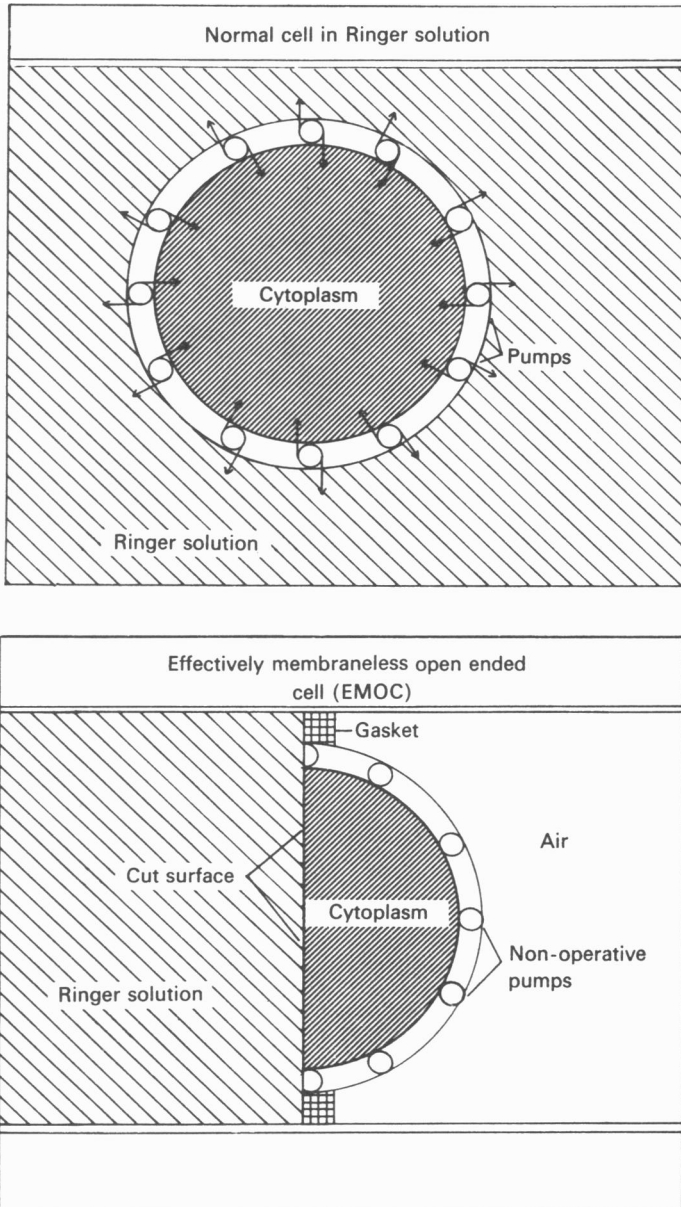 Normal cell in Ringer solution
Cytoplasm
Pumps
Ringer solution
Effectively membraneless open ended
cell (EMOC)
Gasket
Air
Cut surface
Cytoplasm
Ringer solution
Non-operative
pumps